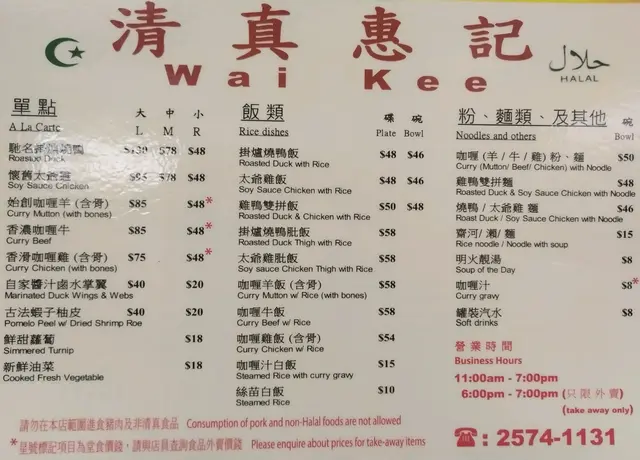 清真惠記
Wai Kee
حلال
HALAL
單點 大 中 小
A La Carte L M R
馳名 $130 $78 $48
Roasted Duck
懷舊太爺雞 $95 $78 $48
Soy Sauce Chicken
始創咖喱羊 (含骨) $85 $48*
Curry Mutton (with bones)
香濃咖喱牛 $85 $48*
Curry Beef
香滑咖喱雞 (含骨) $75 $48*
Curry Chicken (with bones)
自家醬汁鹵水掌翼 $40 $20
Marinated Duck Wings & Webs
古法蝦子柚皮 $40 $20
Pomelo Peel w/ Dried Shrimp Roe
鮮甜蘿蔔 $18
Simmered Turnip
新鮮油菜 $18
Cooked Fresh Vegetable
飯類 碟 碗
Rice dishes Plate Bowl
掛爐燒鴨飯 $48 $46
Roasted Duck with Rice
太爺雞飯 $48 $46
Soy Sauce Chicken with Rice
雞鴨雙拼飯 $50 $48
Roasted Duck & Chicken with Rice
掛爐燒鴨肶飯 $58
Roasted Duck Thigh with Rice
太爺雞肶飯 $58
Soy sauce Chicken Thigh with Rice
咖喱羊飯 (含骨) $58
Curry Mutton w/ Rice (with bones)
咖喱牛飯 $58
Curry Beef w/ Rice
咖喱雞飯 (含骨) $54
Curry Chicken w/ Rice
咖喱汁白飯 $15
Steamed Rice with curry gravy
絲苗白飯 $10
Steamed Rice
粉、麵類、及其他 碗
Noodles and others Bowl
咖喱 (羊 / 牛 / 雞) 粉、麵 $50
Curry (Mutton/ Beef/ Chicken) with Noodle
雞鴨雙拼麵 $48
Roasted Duck & Soy Sauce Chicken with Noodle
燒鴨 / 太爺雞 麵 $46
Roast Duck / Soy Sauce Chicken with Noodle
齋河/ 瀨/ 麵 $15
Rice noodle / Noodle with soup
明火靚湯 $8
Soup of the Day
咖喱汁 $8*
Curry gravy
罐裝汽水 $8
Soft drinks
營業時間
Business Hours
11:00am - 7:00pm
6:00pm - 7:00pm (只限外賣)
(take away only)
☎: 2574-1131
請勿在本店範圍進食豬肉及非清真食品 Consumption of pork and non-Halal foods are not allowed
*星號標記項目為堂食價錢，請與店員查詢食品外賣價錢 Please enquire about prices for take-away items